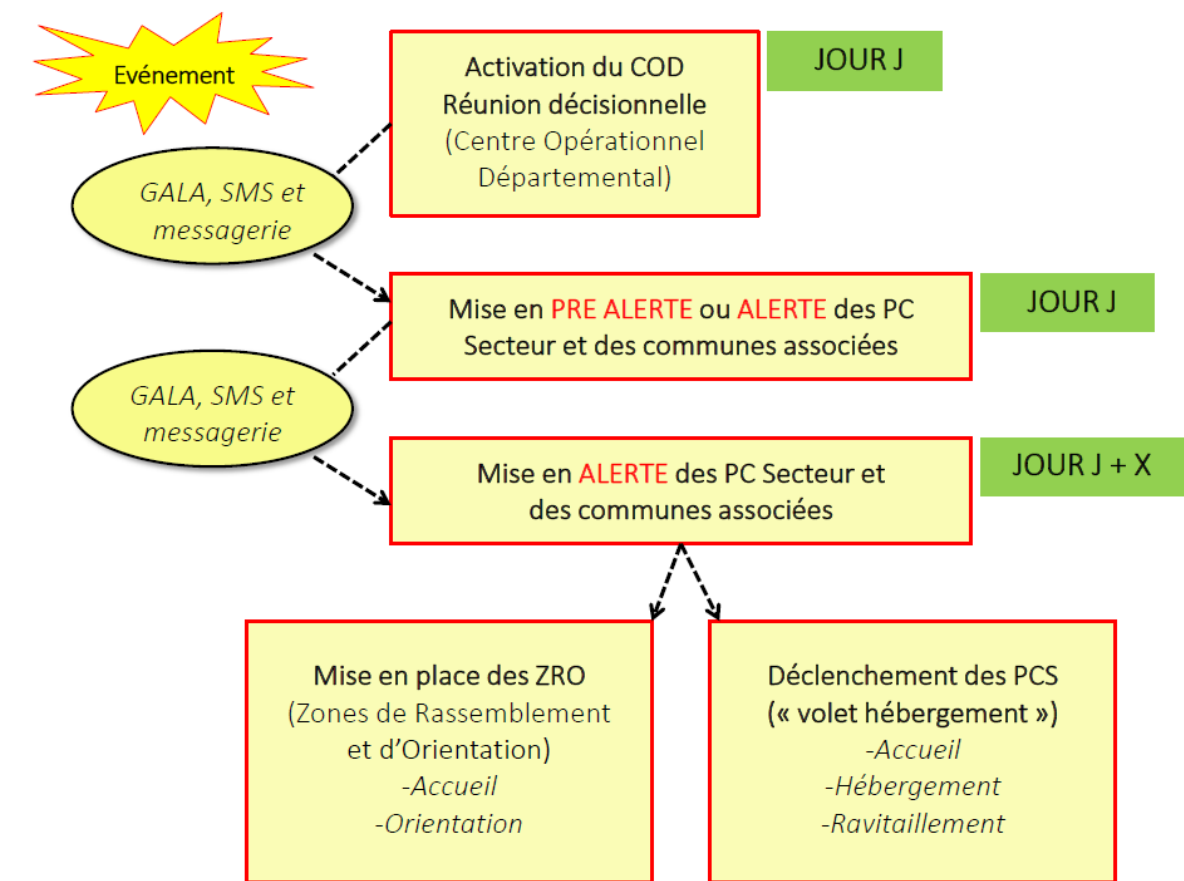 Evénement
Activation du COD
Réunion décisionnelle
(Centre Opérationnel
Départemental)
JOUR J
GALA, SMS et
messagerie
Mise en PRE ALERTE ou ALERTE des PC
Secteur et des communes associées
JOUR J
GALA, SMS et
messagerie
Mise en ALERTE des PC Secteur et
des communes associées
JOUR J + X
Mise en place des ZRO
(Zones de Rassemblement
et d’Orientation)
-Accueil
-Orientation
Déclenchement des PCS
(« volet hébergement »)
-Accueil
-Hébergement
-Ravitaillement